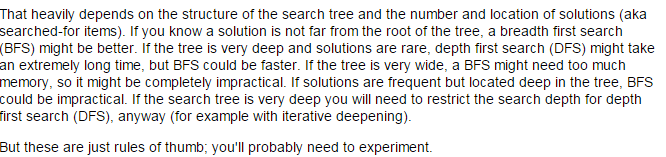 That heavily depends on the structure of the search tree and the number and location of solutions (aka
searched-for items). If you know a solution is not far from the root of the tree, a breadth first search
(BFS) might be better. If the tree is very deep and solutions are rare, depth first search (DFS) might take
an extremely long time, but BFS could be faster. If the tree is very wide, a BFS might need too much
memory, so it might be completely impractical. If solutions are frequent but located deep in the tree, BFS
could be impractical. If the search tree is very deep you will need to restrict the search depth for depth
first search (DFS), anyway (for example with iterative deepening).
But these are just rules of thumb; you'll probably need to experiment.